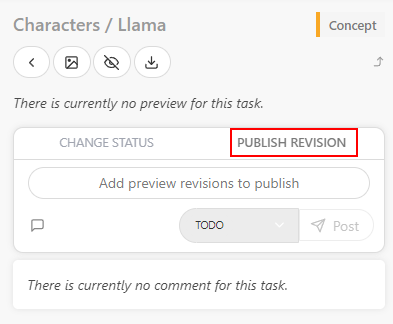 Characters / Llama
Concept
There is currently no preview for this task.
CHANGE STATUS
PUBLISH REVISION
Add preview revisions to publish
TODO
Post
There is currently no comment for this task.